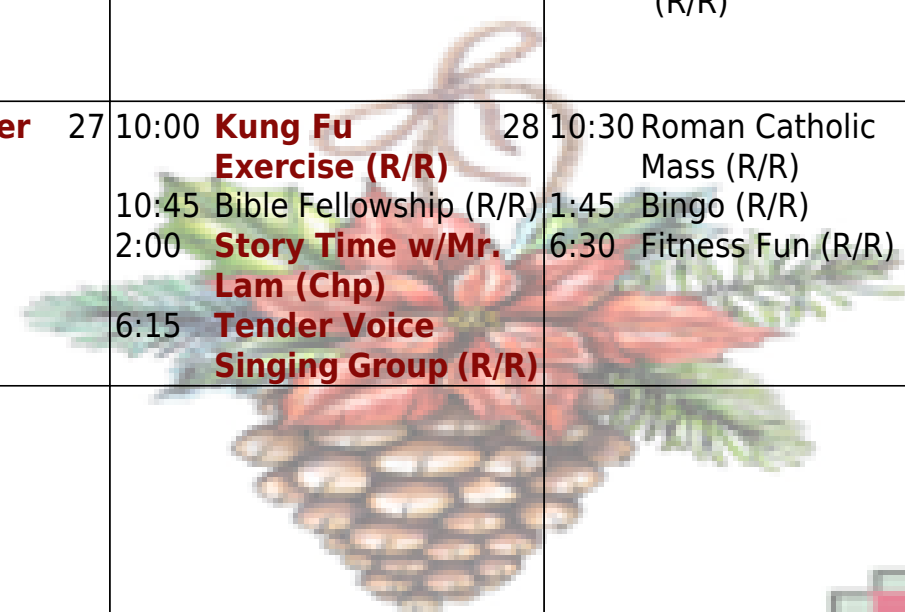 (R/R)
er 27
10:00 Kung Fu 28
Exercise (R/R)
10:45 Bible Fellowship (R/R)
2:00 Story Time w/Mr.
Lam (Chp)
6:15 Tender Voice
Singing Group (R/R)
10:30 Roman Catholic
Mass (R/R)
1:45 Bingo (R/R)
6:30 Fitness Fun (R/R)